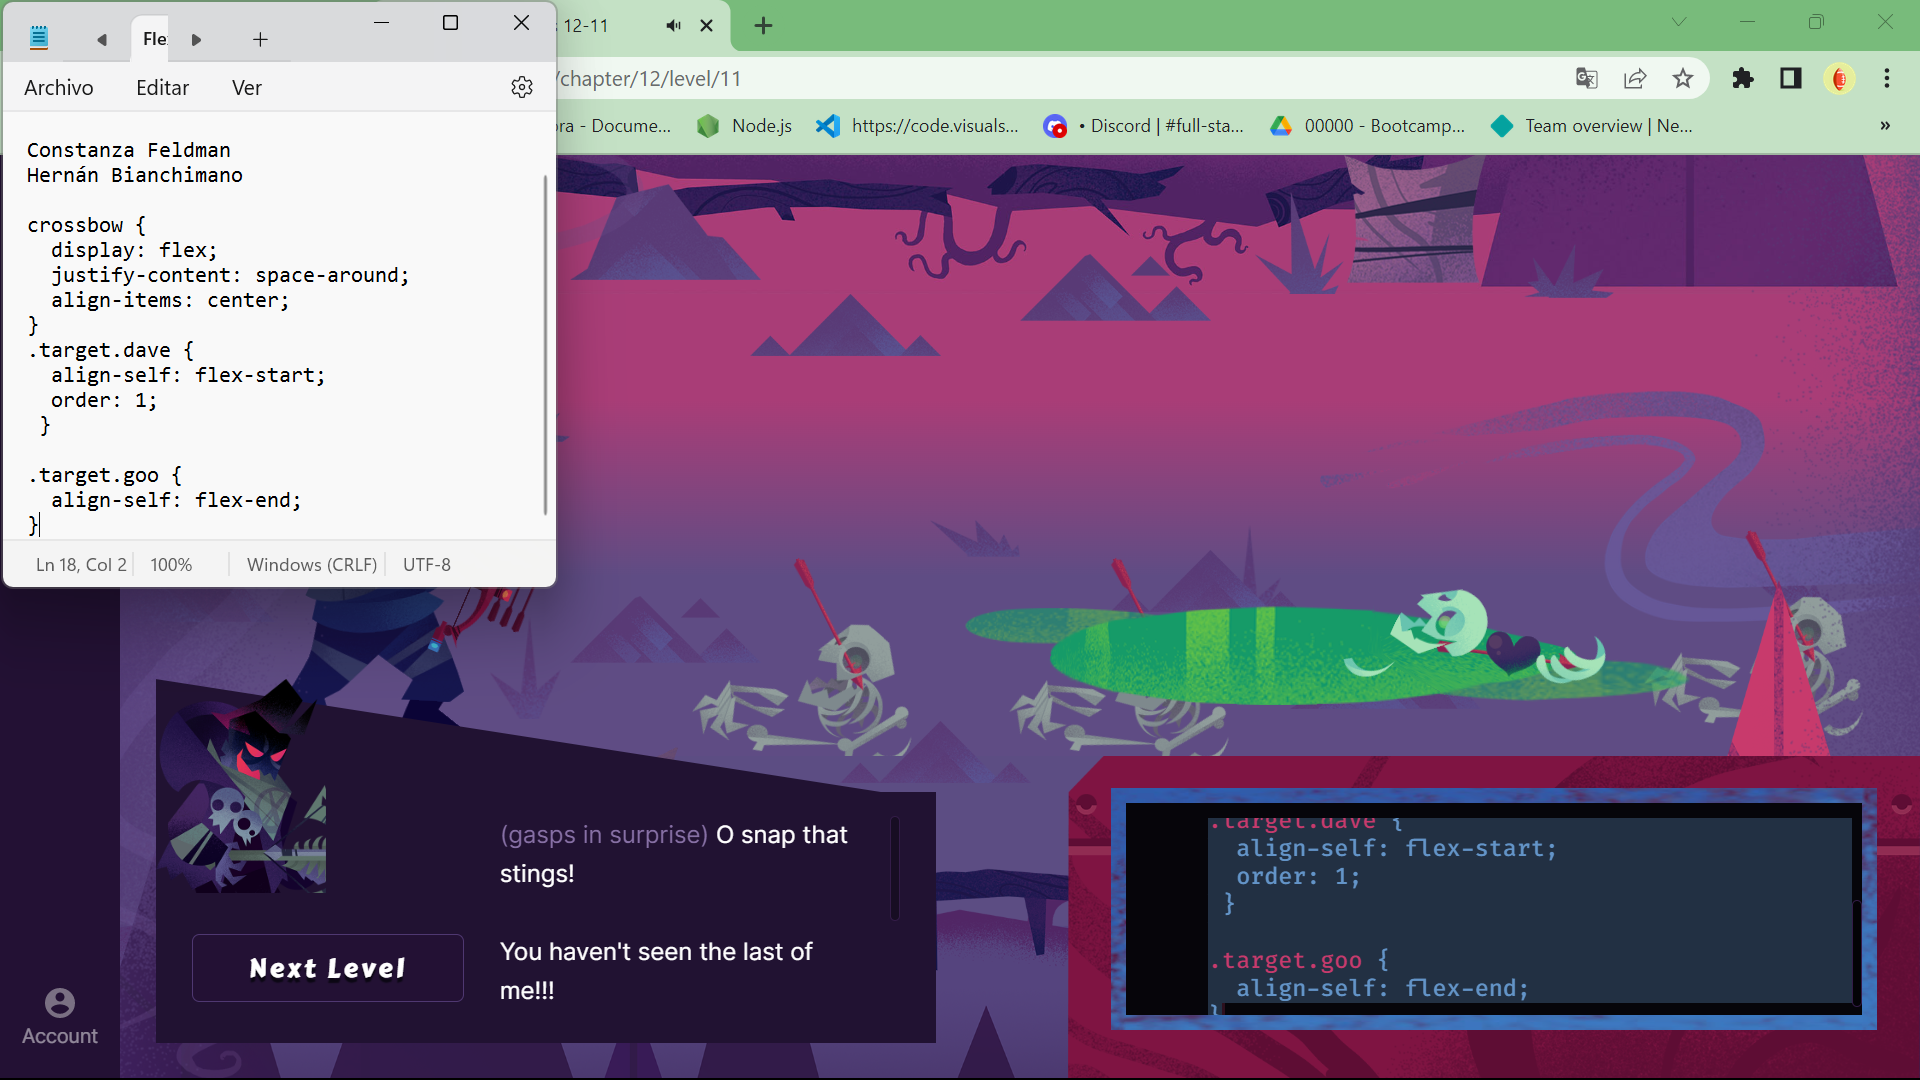 Fle
12-11
Archivo Editar Ver
/chapter/12/level/11
ora - Docume... Node.js https://code.visuals... • Discord | #full-sta... 00000 - Bootcamp... Team overview | Ne... »
Constanza Feldman
Hernán Bianchimano
crossbow {
  display: flex;
  justify-content: space-around;
  align-items: center;
}
.target.dave {
  align-self: flex-start;
  order: 1;
 }
.target.goo {
  align-self: flex-end;
}
Ln 18, Col 2 100% Windows (CRLF) UTF-8
(gasps in surprise) O snap that
stings!
You haven't seen the last of
me!!!
Next Level
Account
.target.dave {
  align-self: flex-start;
  order: 1;
 }
.target.goo {
  align-self: flex-end;
}